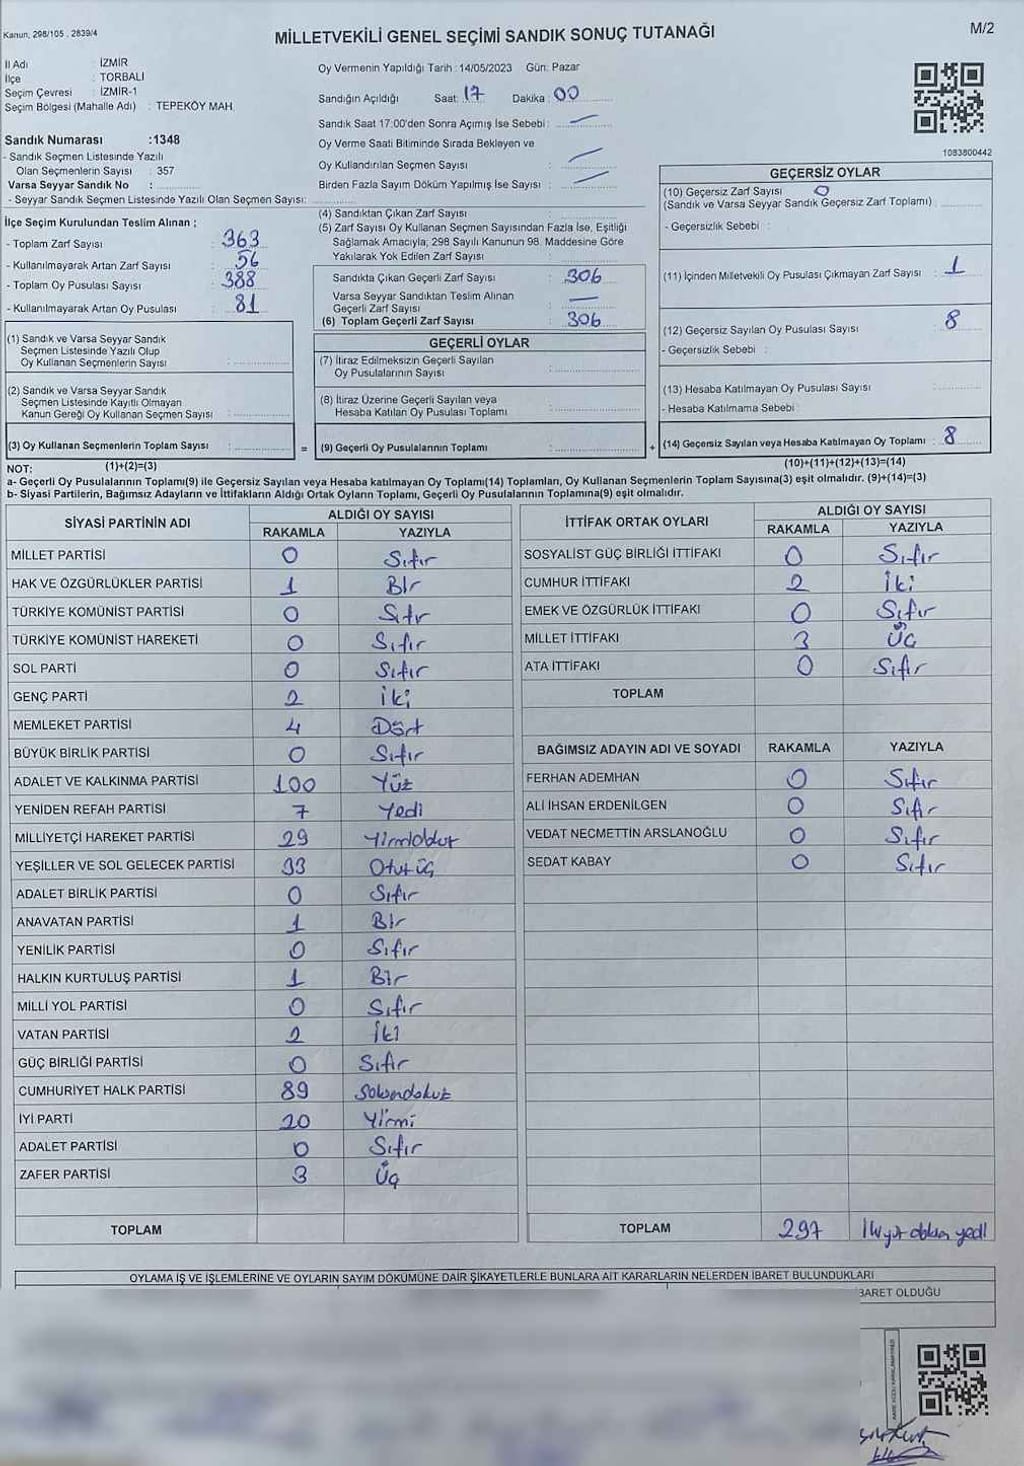 Kanun, 298/105 , 2839/4
MİLLETVEKİLİ GENEL SEÇİMİ SANDIK SONUÇ TUTANAĞI
M/2
İl Adı : İZMİR
İlçe : TORBALI
Seçim Çevresi : İZMİR-1
Seçim Bölgesi (Mahalle Adı) : TEPEKÖY MAH.
Sandık Numarası :1348
- Sandık Seçmen Listesinde Yazılı
Olan Seçmenlerin Sayısı : 357
Varsa Seyyar Sandık No :
- Seyyar Sandık Seçmen Listesinde Yazılı Olan Seçmen Sayısı:
İlçe Seçim Kurulundan Teslim Alınan ;
- Toplam Zarf Sayısı : 363
- Kullanılmayarak Artan Zarf Sayısı : 56
- Toplam Oy Pusulası Sayısı : 388
- Kullanılmayarak Artan Oy Pusulası : 81
Oy Vermenin Yapıldığı Tarih : 14/05/2023 Gün: Pazar
Sandığın Açıldığı Saat: 17 Dakika : 00
Sandık Saat 17:00'den Sonra Açımış İse Sebebi :
Oy Verme Saati Bitiminde Sırada Bekleyen ve
Oy Kullandırılan Seçmen Sayısı :
Birden Fazla Sayım Döküm Yapılmış İse Sayısı :
(4) Sandıktan Çıkan Zarf Sayısı :
(5) Zarf Sayısı Oy Kullanan Seçmen Sayısından Fazla İse, Eşitliği
Sağlamak Amacıyla, 298 Sayılı Kanunun 98. Maddesine Göre
Yakılarak Yok Edilen Zarf Sayısı :
Sandıkta Çıkan Geçerli Zarf Sayısı : 306
Varsa Seyyar Sandıktan Teslim Alınan
Geçerli Zarf Sayısı :
(6) Toplam Geçerli Zarf Sayısı : 306
1083800442
GEÇERSİZ OYLAR
(10) Geçersiz Zarf Sayısı : 0
(Sandık ve Varsa Seyyar Sandık Geçersiz Zarf Toplamı)
- Geçersizlik Sebebi :
(11) İçinden Milletvekili Oy Pusulası Çıkmayan Zarf Sayısı : 1
(12) Geçersiz Sayılan Oy Pusulası Sayısı : 8
- Geçersizlik Sebebi :
(13) Hesaba Katılmayan Oy Pusulası Sayısı :
- Hesaba Katılmama Sebebi :
(1) Sandık ve Varsa Seyyar Sandık
Seçmen Listesinde Yazılı Olup
Oy Kullanan Seçmenlerin Sayısı :
(2) Sandık ve Varsa Seyyar Sandık
Seçmen Listesinde Kayıtlı Olmayan
Kanun Gereği Oy Kullanan Seçmen Sayısı :
GEÇERLİ OYLAR
(7) İtiraz Edilmeksizin Geçerli Sayılan
Oy Pusulalarının Sayısı :
(8) İtiraz Üzerine Geçerli Sayılan veya
Hesaba Katılan Oy Pusulası Toplamı :
(3) Oy Kullanan Seçmenlerin Toplam Sayısı : = (9) Geçerli Oy Pusulalarının Toplamı : + (14) Geçersiz Sayılan veya Hesaba Katılmayan Oy Toplamı : 8
NOT: (1)+(2)=(3) (10)+(11)+(12)+(13)=(14)
a- Geçerli Oy Pusulalarının Toplamı(9) ile Geçersiz Sayılan veya Hesaba katılmayan Oy Toplamı(14) Toplamları, Oy Kullanan Seçmenlerin Toplam Sayısına(3) eşit olmalıdır. (9)+(14)=(3)
b- Siyasi Partilerin, Bağımsız Adayların ve İttifakların Aldığı Ortak Oyların Toplamı, Geçerli Oy Pusulalarının Toplamına(9) eşit olmalıdır.
SİYASİ PARTİNİN ADI ALDIĞI OY SAYISI
RAKAMLA YAZIYLA
MİLLET PARTİSİ 0 Sıfır
HAK VE ÖZGÜRLÜKLER PARTİSİ 1 Bir
TÜRKİYE KOMÜNİST PARTİSİ 0 Sıfır
TÜRKİYE KOMÜNİST HAREKETİ 0 Sıfır
SOL PARTİ 0 Sıfır
GENÇ PARTİ 2 İki
MEMLEKET PARTİSİ 4 Dört
BÜYÜK BİRLİK PARTİSİ 0 Sıfır
ADALET VE KALKINMA PARTİSİ 100 Yüz
YENİDEN REFAH PARTİSİ 7 Yedi
MİLLİYETÇİ HAREKET PARTİSİ 29
YEŞİLLER VE SOL GELECEK PARTİSİ 33 Otutüç
ADALET BİRLİK PARTİSİ 0 Sıfır
ANAVATAN PARTİSİ 1 Bir
YENİLİK PARTİSİ 0 Sıfır
HALKIN KURTULUŞ PARTİSİ 1 Bir
MİLLİ YOL PARTİSİ 0 Sıfır
VATAN PARTİSİ 2 İki
GÜÇ BİRLİĞİ PARTİSİ 0 Sıfır
CUMHURİYET HALK PARTİSİ 89 Seksendokuz
İYİ PARTİ 20 Yirmi
ADALET PARTİSİ 0 Sıfır
ZAFER PARTİSİ 3 Üç
TOPLAM
İTTİFAK ORTAK OYLARI ALDIĞI OY SAYISI
RAKAMLA YAZIYLA
SOSYALİST GÜÇ BİRLİĞİ İTTİFAKI 0 Sıfır
CUMHUR İTTİFAKI 2 İki
EMEK VE ÖZGÜRLÜK İTTİFAKI 0 Sıfır
MİLLET İTTİFAKI 3 Üç
ATA İTTİFAKI 0 Sıfır
TOPLAM
BAĞIMSIZ ADAYIN ADI VE SOYADI RAKAMLA YAZIYLA
FERHAN ADEMHAN 0 Sıfır
ALİ İHSAN ERDENİLGEN 0 Sıfır
VEDAT NECMETTİN ARSLANOĞLU 0 Sıfır
SEDAT KABAY 0 Sıfır
TOPLAM 297
OYLAMA İŞ VE İŞLEMLERİNE VE OYLARIN SAYIM DÖKÜMÜNE DAİR ŞİKAYETLERLE BUNLARA AİT KARARLARIN NELERDEN İBARET BULUNDUKLARI
BARET OLDUĞU